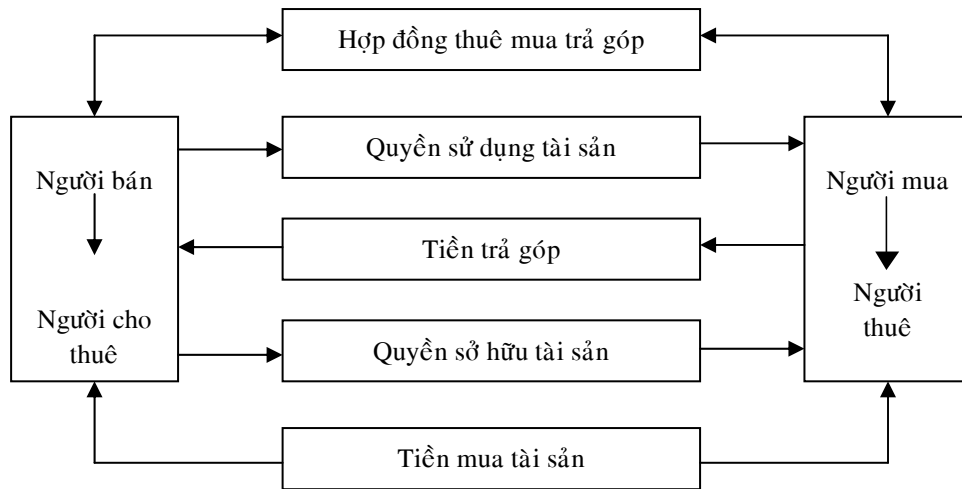 Hợp đồng thuê mua trả góp
Quyền sử dụng tài sản
Người bán
Người mua
Tiền trả góp
Người cho
thuê
Người
thuê
Quyền sở hữu tài sản
Tiền mua tài sản